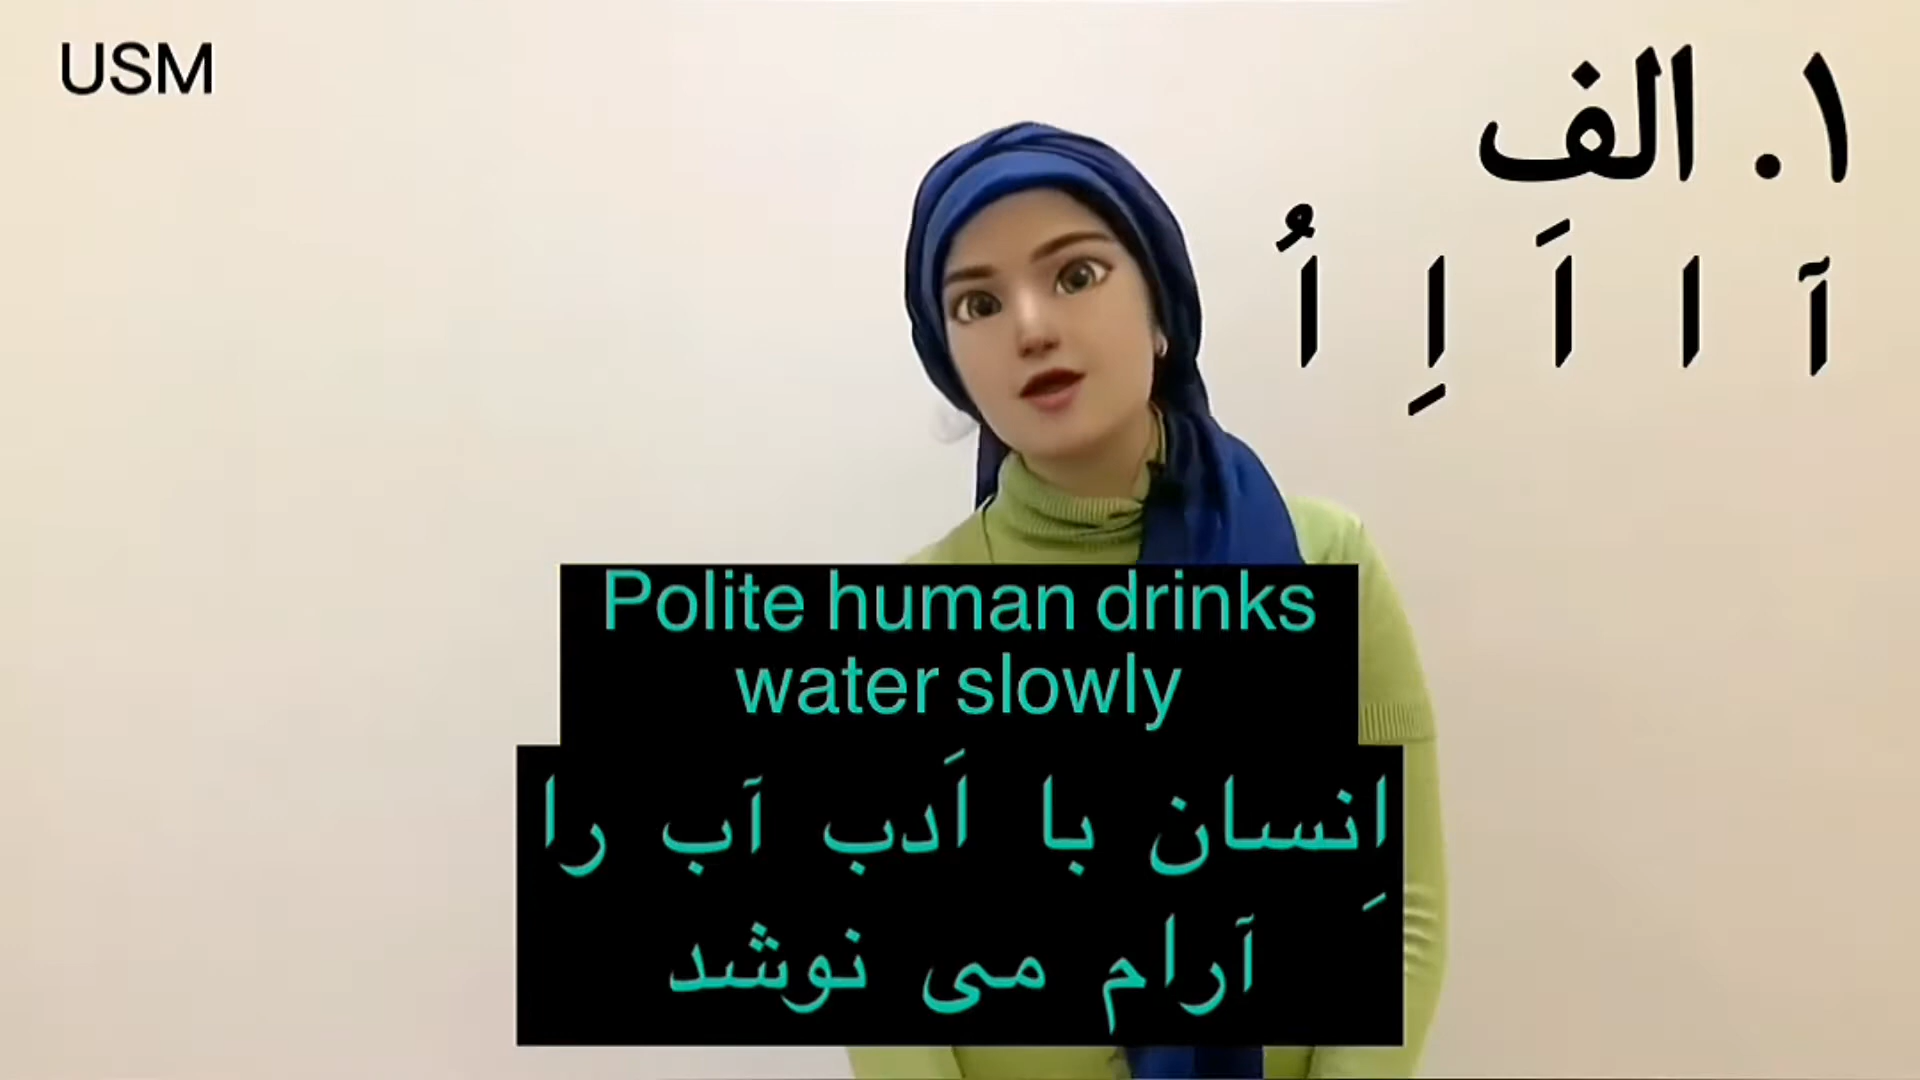 USM
۱. الف
آ ا اَ اِ اُ
Polite human drinks
water slowly
اِنسان با اَدب آب را
آرام می نوشد